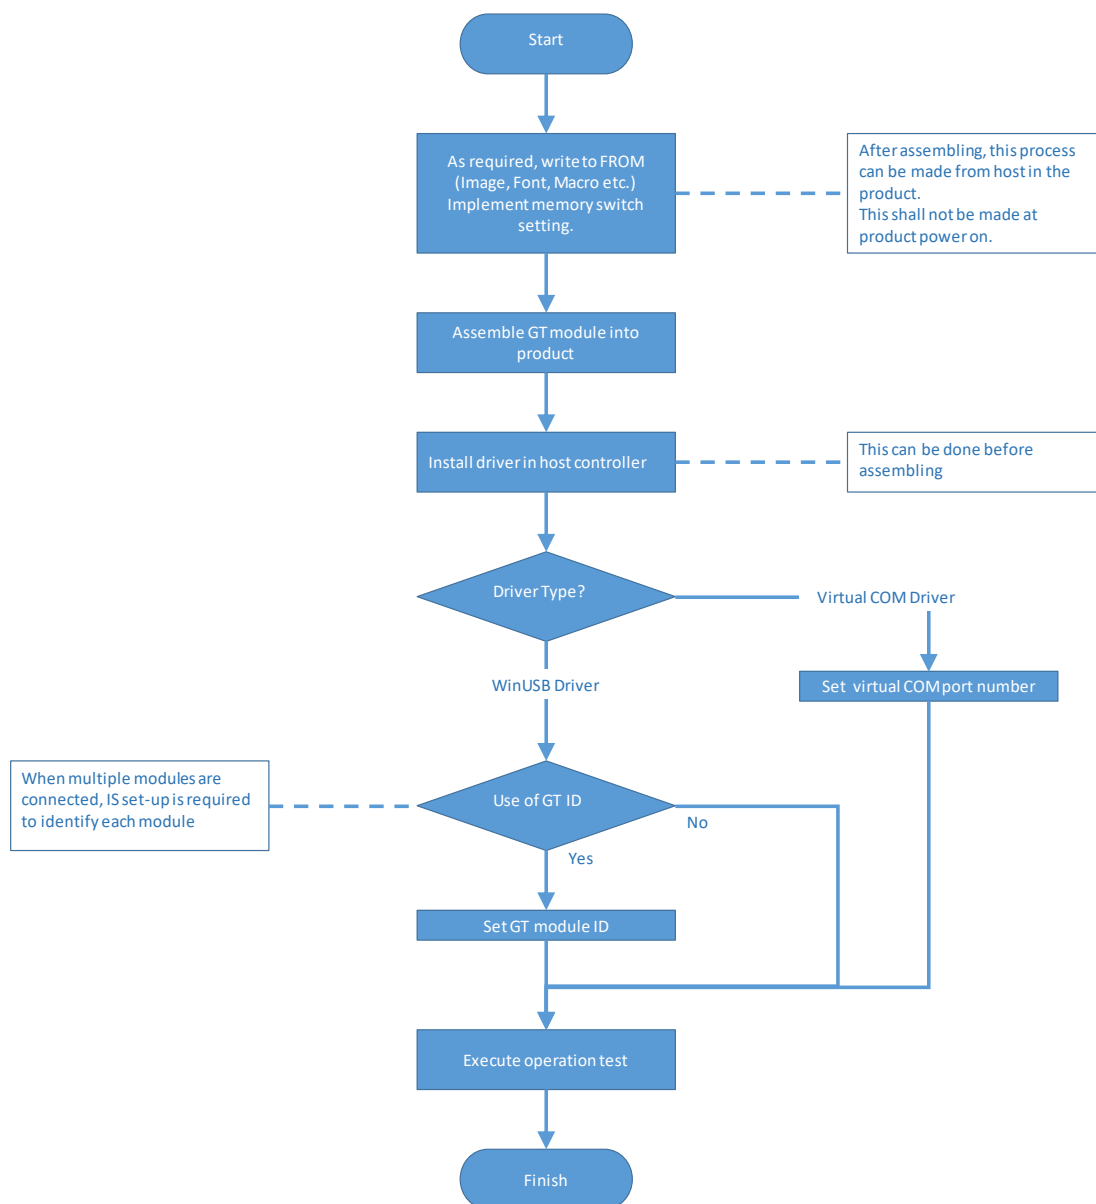 Start
As required, write to FROM
(Image, Font, Macro etc.)
Implement memory switch
setting.
After assembling, this process
can be made from host in the
product.
This shall not be made at
product power on.
Assemble GT module into
product
Install driver in host controller
This can be done before
assembling
Driver Type?
Virtual COM Driver
WinUSB Driver
Set virtual COM port number
When multiple modules are
connected, IS set-up is required
to identify each module
Use of GT ID
No
Yes
Set GT module ID
Execute operation test
Finish